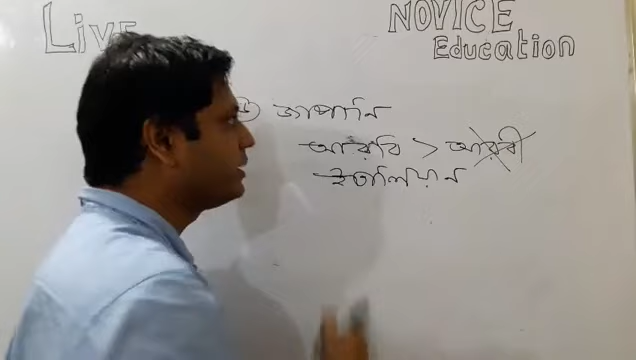 Live
NOVICE
Education
জাপানি
আরবি > আরবী
ইতালিয়ান